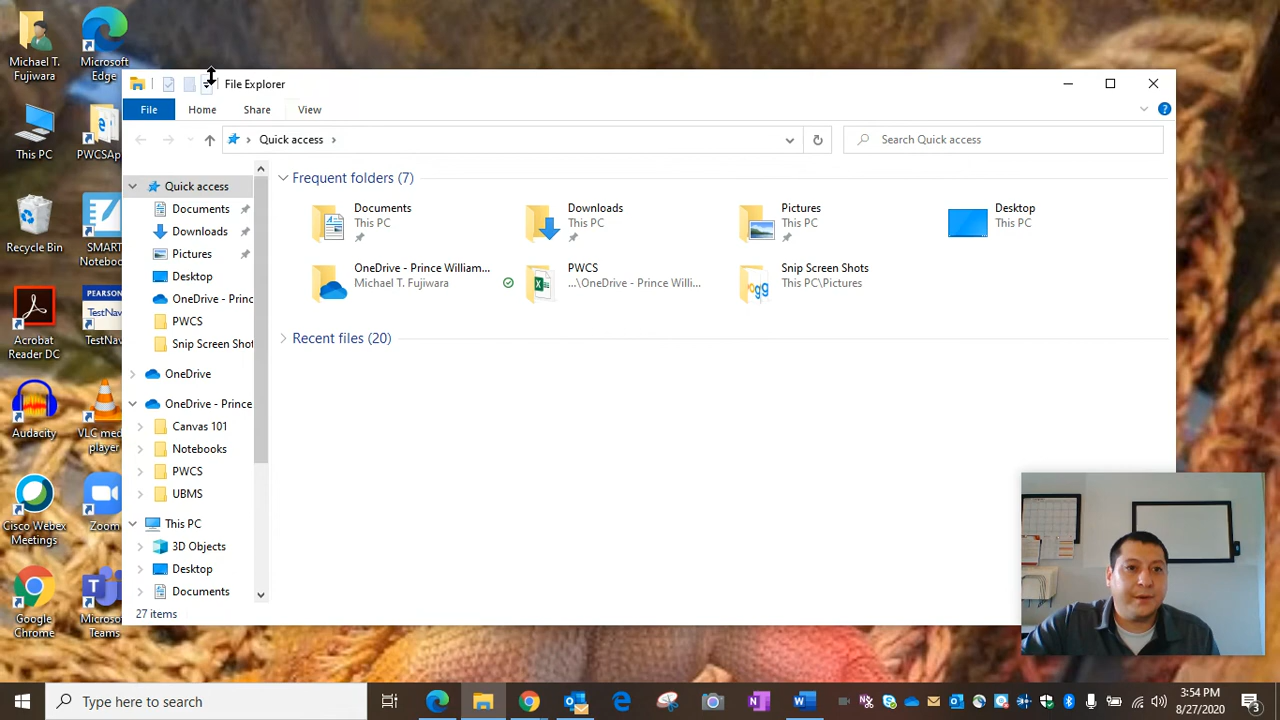 Michael T.
Fujiwara
Microsoft
Edge
This PC
PWCSAp
Recycle Bin
SMART
Notebook
Acrobat
Reader DC
PEARSON
TestNav
TestNav
Audacity
VLC med
player
Cisco Webex
Meetings
Zoom
Google
Chrome
Microso
Teams
File Explorer
File
Home
Share
View
Quick access
Search Quick access
Quick access
Documents
Downloads
Pictures
Desktop
OneDrive - Princ
PWCS
Snip Screen Shot
OneDrive
OneDrive - Prince
Canvas 101
Notebooks
PWCS
UBMS
This PC
3D Objects
Desktop
Documents
Frequent folders (7)
Documents
This PC
Downloads
This PC
Pictures
This PC
Desktop
This PC
OneDrive - Prince William...
Michael T. Fujiwara
PWCS
...\OneDrive - Prince Willi...
Snip Screen Shots
This PC\Pictures
Recent files (20)
27 items
Type here to search
3:54 PM
8/27/2020
3